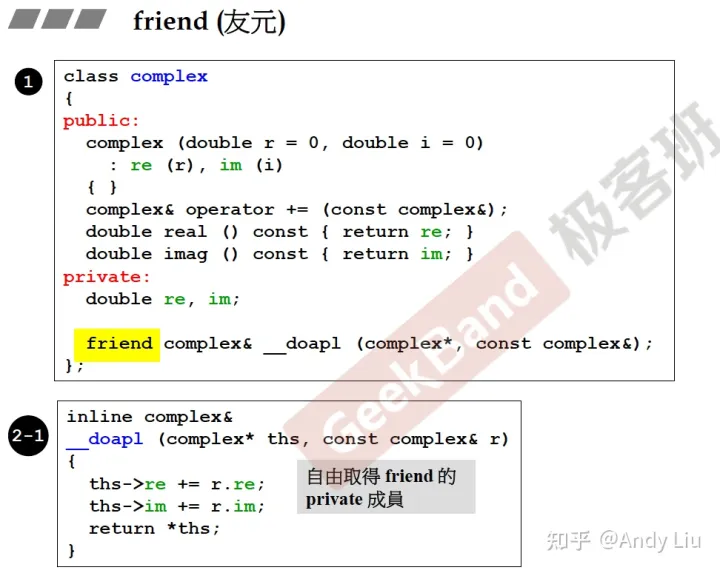 friend (友元)
1
class complex
{
public:
  complex (double r = 0, double i = 0)
    : re (r), im (i)
  { }
  complex& operator += (const complex&);
  double real () const { return re; }
  double imag () const { return im; }
private:
  double re, im;
  friend complex& __doapl (complex*, const complex&);
};
2-1
inline complex&
__doapl (complex* ths, const complex& r)
{
  ths->re += r.re;
  ths->im += r.im;
  return *ths;
}
自由取得 friend 的
private 成員
GeekBand 极客班
知乎 @Andy Liu